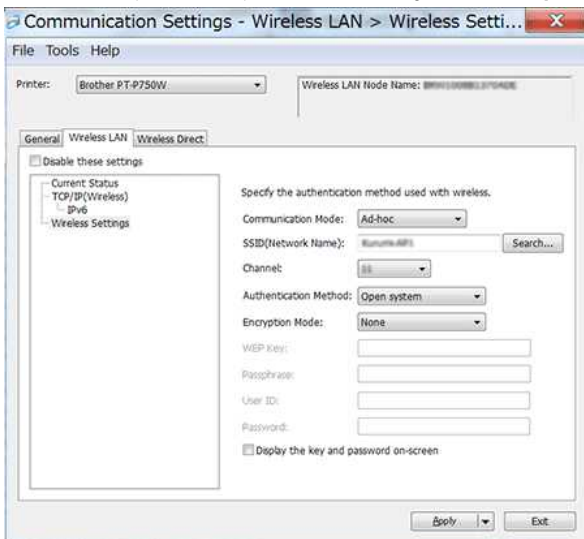 Communication Settings - Wireless LAN > Wireless Setti...
File Tools Help
Printer: Brother PT-P750W
Wireless LAN Node Name:
General Wireless LAN Wireless Direct
Disable these settings
Current Status
TCP/IP(Wireless)
IPv6
Wireless Settings
Specify the authentication method used with wireless.
Communication Mode: Ad-hoc
SSID(Network Name): Search...
Channel: 11
Authentication Method: Open system
Encryption Mode: None
WEP Key:
Passphrase:
User ID:
Password:
Display the key and password on-screen
Apply Exit